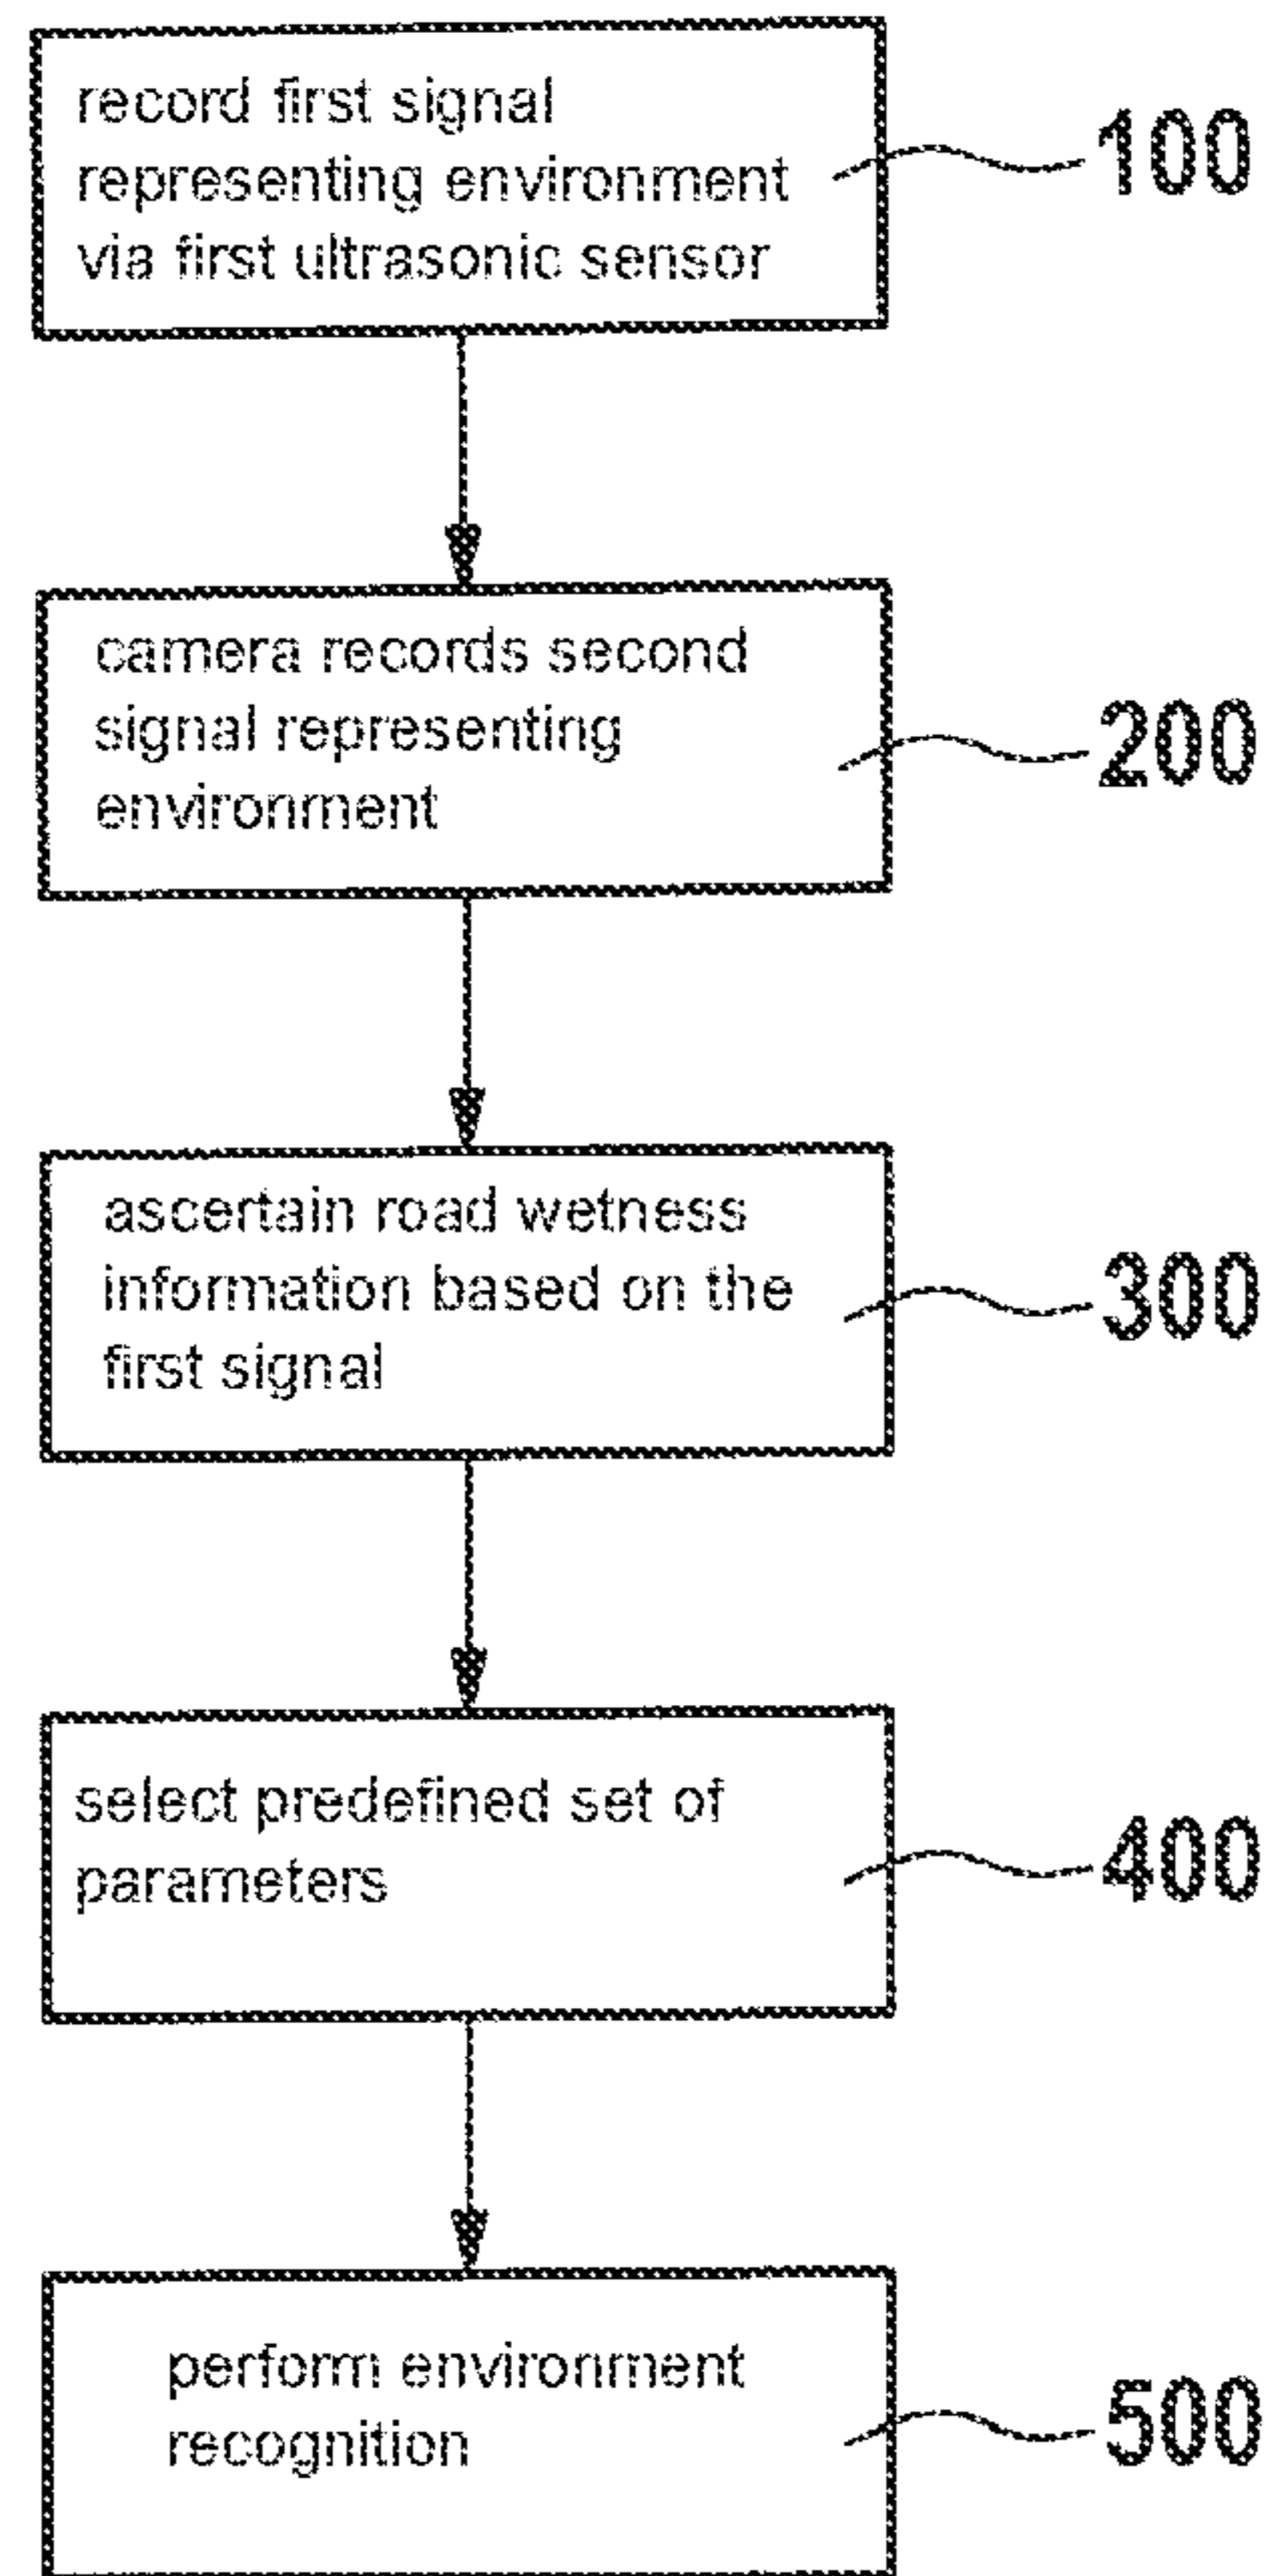 record first signal
representing environment
via first ultrasonic sensor
100
camera records second
signal representing
environment
200
ascertain road wetness
information based on the
first signal
300
select predefined set of
parameters
400
perform environment
recognition
500